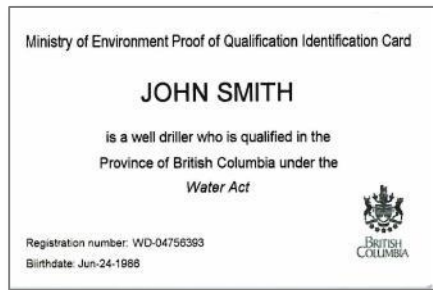 Ministry of Environment Proof of Qualification Identification Card
JOHN SMITH
is a well driller who is qualified in the
Province of British Columbia under the
Water Act
Registration number: WD-04756393
Biirthdate: Jun-24-1986
BRITISH
COLUMBIA